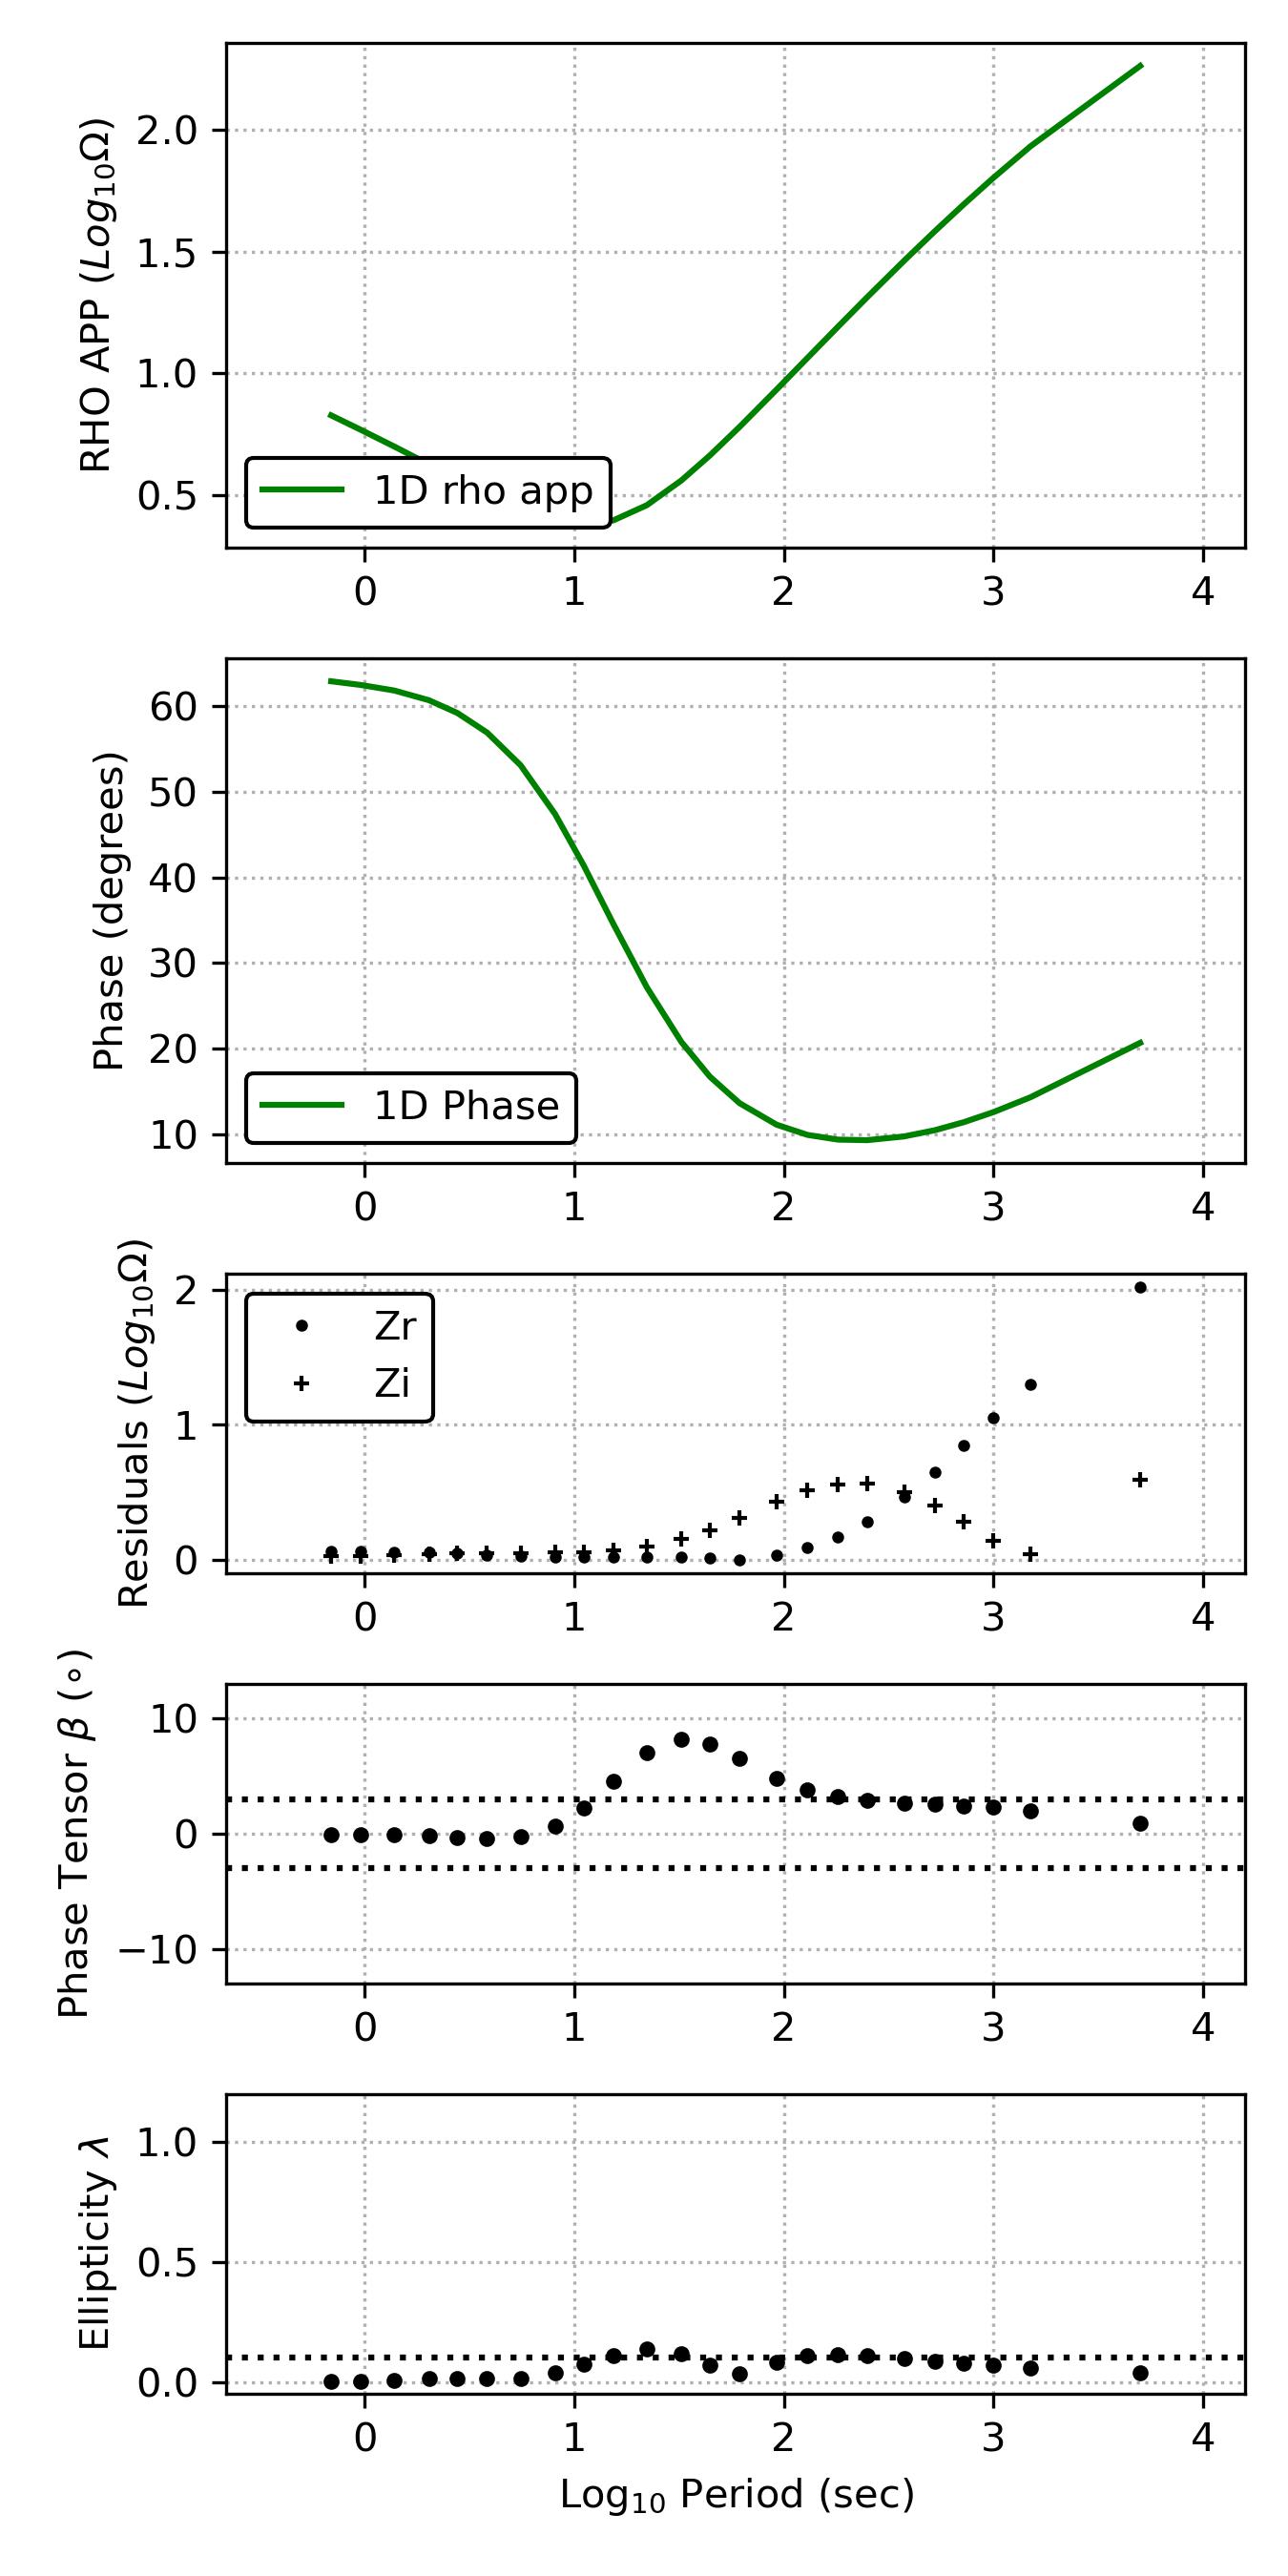 RHO APP (Log₁₀Ω)
2.0
1.5
1.0
0.5
1D rho app
0 1 2 3 4
Phase (degrees)
60
50
40
30
20
10
1D Phase
0 1 2 3 4
Residuals (Log₁₀Ω)
2
1
0
Zr
Zi
0 1 2 3 4
Phase Tensor β (∘)
10
0
−10
0 1 2 3 4
Ellipticity λ
1.0
0.5
0.0
0 1 2 3 4
Log₁₀ Period (sec)